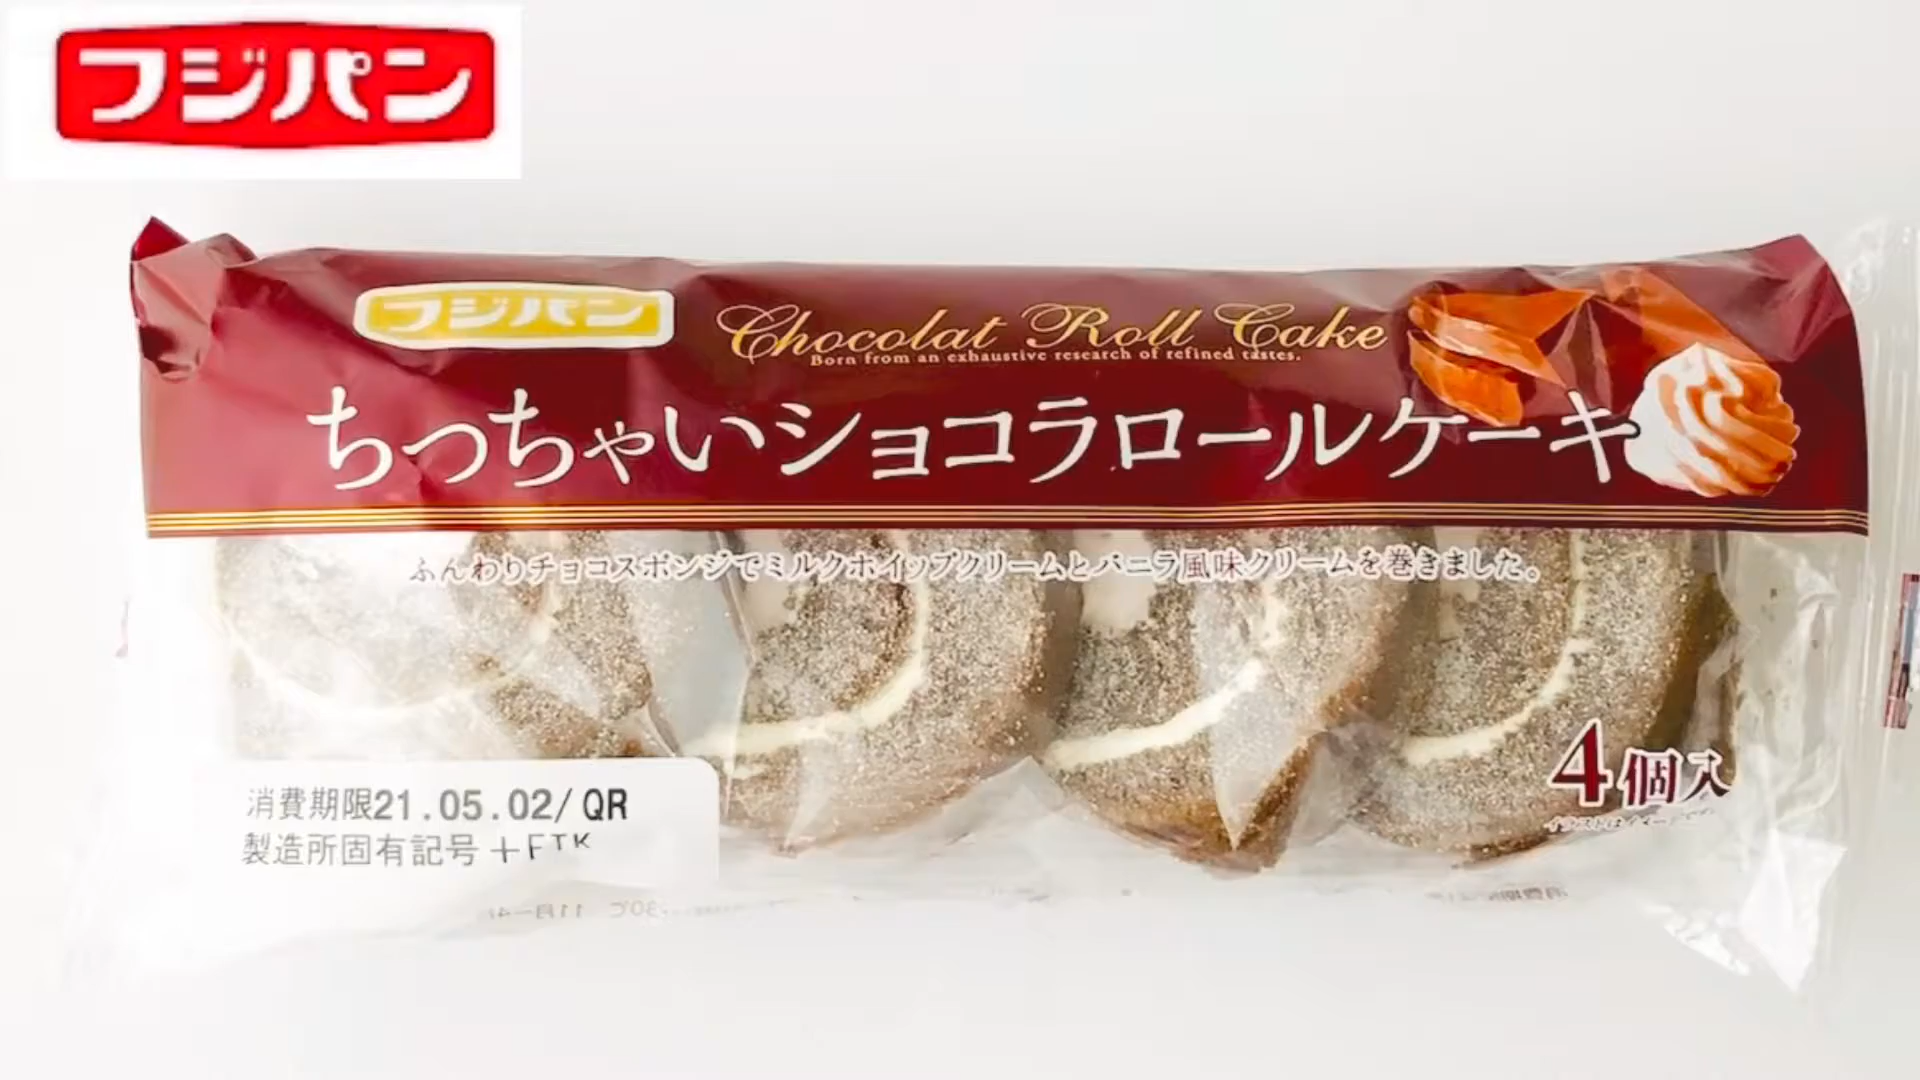 フジパン
フジパン
Chocolat Roll Cake
Born from an exhaustive research of refined tastes.
ちっちゃいショコラロールケーキ
ふんわりチョコスポンジでミルクホイップクリームとバニラ風味クリームを巻きました。
4個入
消費期限21.05.02/ QR
製造所固有記号 +FTK